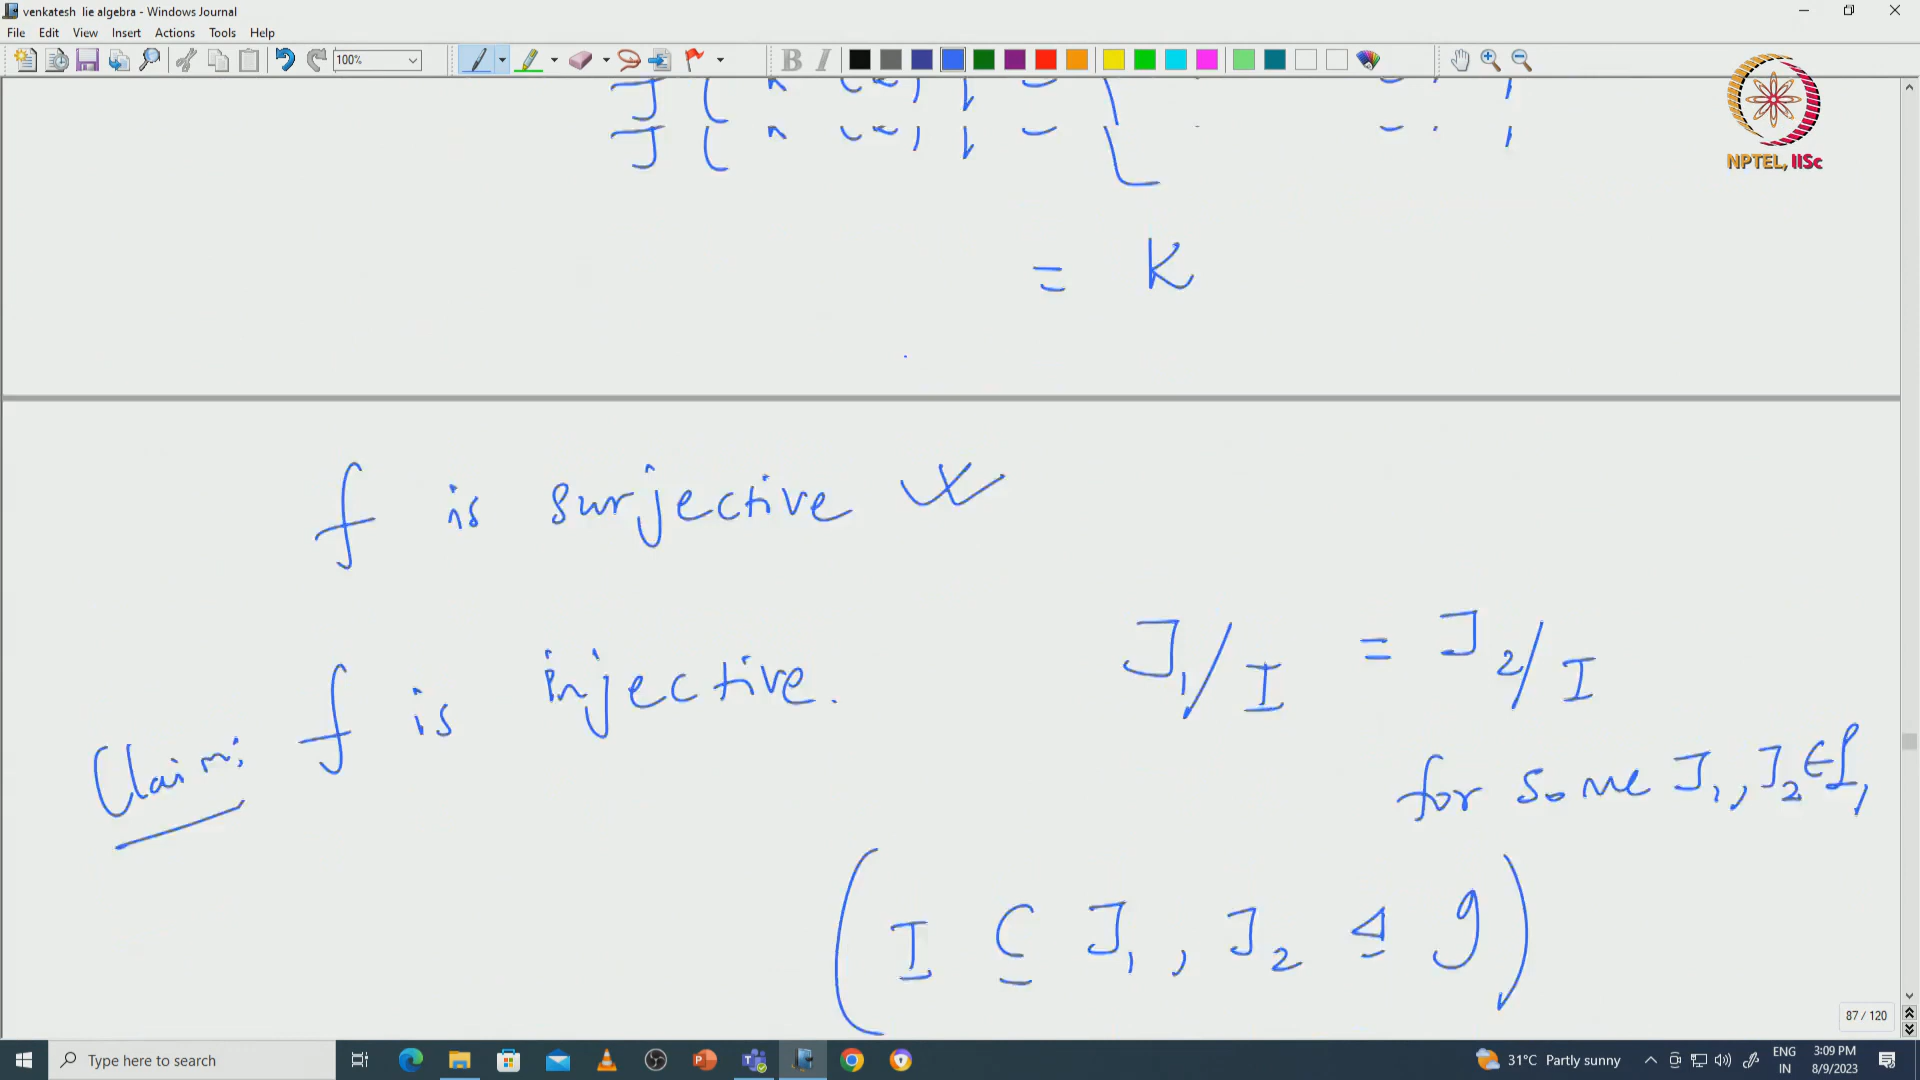 venkatesh lie algebra - Windows Journal
File Edit View Insert Actions Tools Help
100%
B I
NPTEL, IISc
= K
f is surjective
Claim: f is injective.
J₁/I = J₂/I
for some J₁, J₂ ∈ ℒ₁
(I ⊆ J₁, J₂ ⊴ g)
87 / 120
Type here to search
31°C Partly sunny
ENG
IN
3:09 PM
8/9/2023